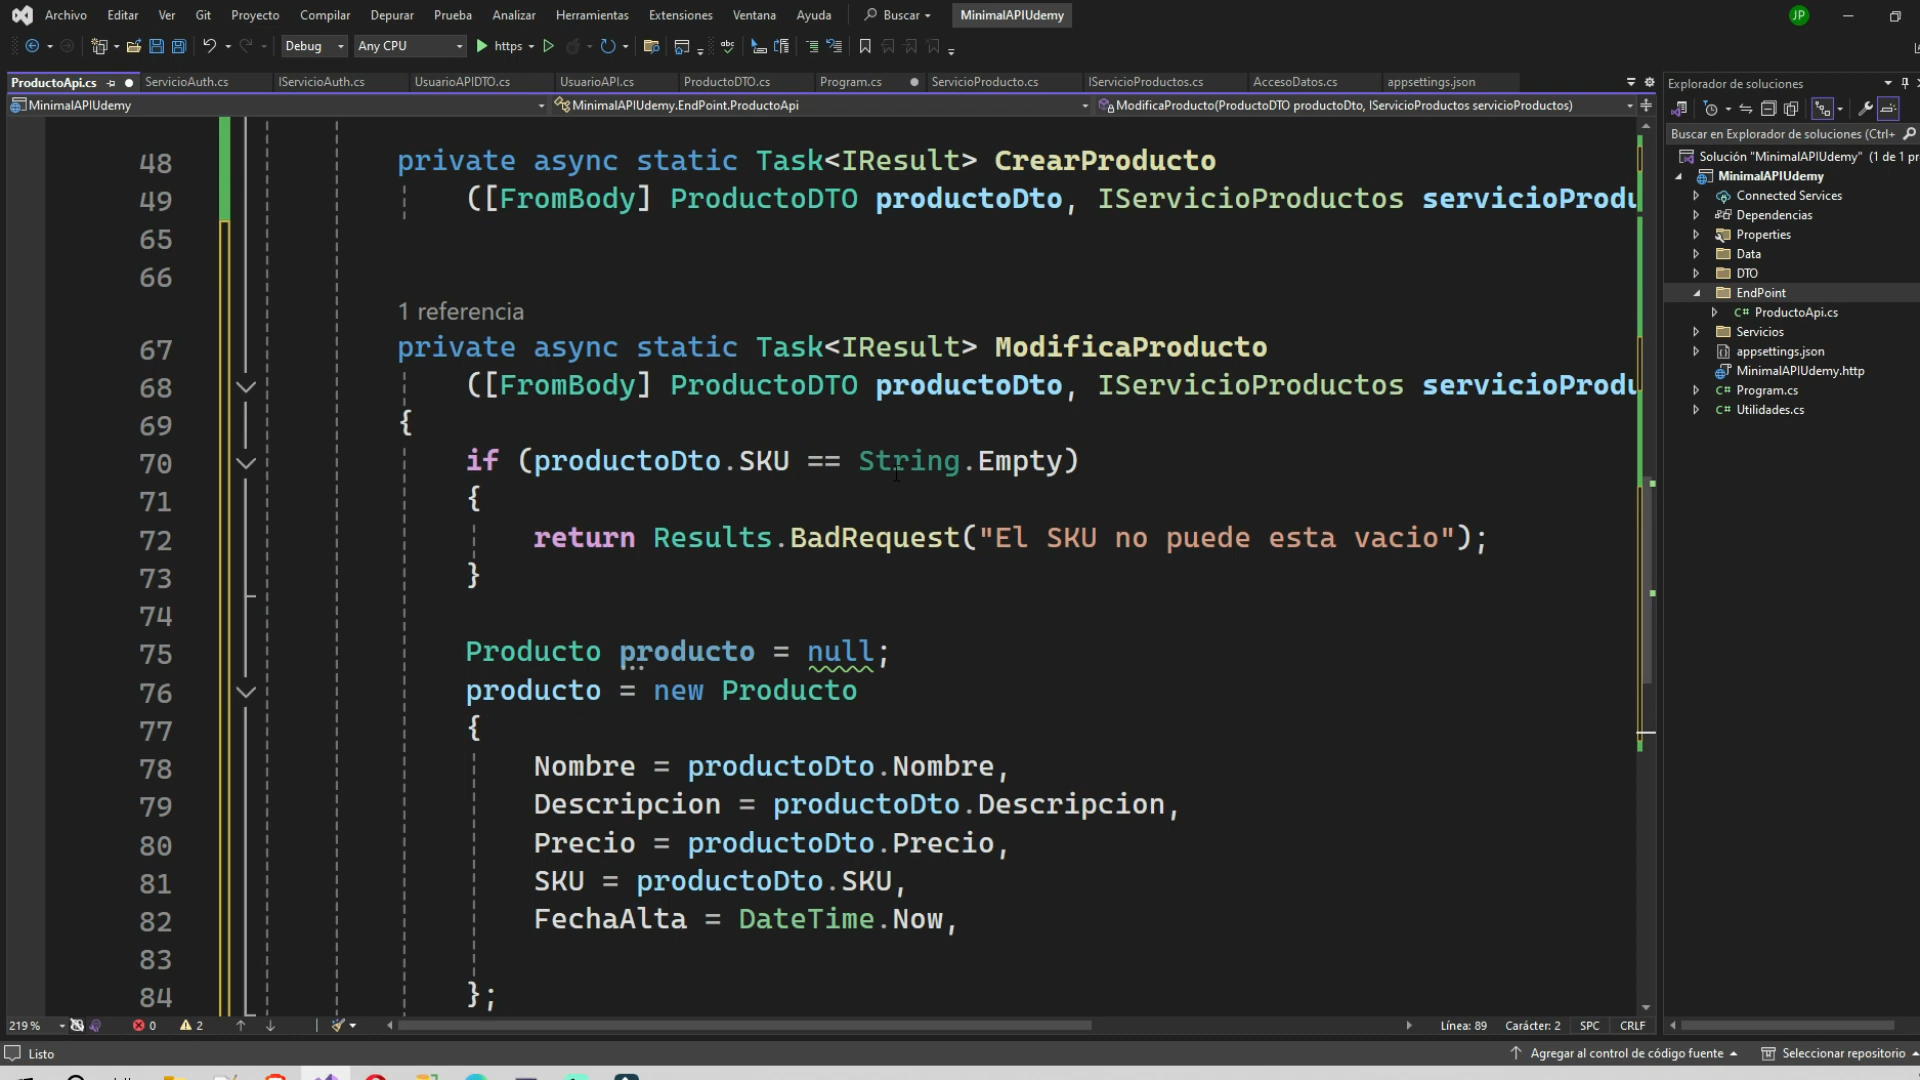 Archivo Editar Ver Git Proyecto Compilar Depurar Prueba Analizar Herramientas Extensiones Ventana Ayuda Buscar MinimalAPIUdemy JP
Debug Any CPU https
ProductoApi.cs ServicioAuth.cs IServicioAuth.cs UsuarioAPIDTO.cs UsuarioAPI.cs ProductoDTO.cs Program.cs ServicioProducto.cs IServicioProductos.cs AccesoDatos.cs appsettings.json
MinimalAPIUdemy MinimalAPIUdemy.EndPoint.ProductoApi ModificaProducto(ProductoDTO productoDto, IServicioProductos servicioProductos)
48 private async static Task<IResult> CrearProducto
49 ([FromBody] ProductoDTO productoDto, IServicioProductos servicioProdu
65
66
1 referencia
67 private async static Task<IResult> ModificaProducto
68 ([FromBody] ProductoDTO productoDto, IServicioProductos servicioProdu
69 {
70 if (productoDto.SKU == String.Empty)
71 {
72 return Results.BadRequest("El SKU no puede esta vacio");
73 }
74
75 Producto producto = null;
76 producto = new Producto
77 {
78 Nombre = productoDto.Nombre,
79 Descripcion = productoDto.Descripcion,
80 Precio = productoDto.Precio,
81 SKU = productoDto.SKU,
82 FechaAlta = DateTime.Now,
83
84 };
219 % 0 2 Línea: 89 Carácter: 2 SPC CRLF
Listo Agregar al control de código fuente Seleccionar repositorio
Explorador de soluciones
Buscar en Explorador de soluciones (Ctrl+
Solución "MinimalAPIUdemy" (1 de 1 pr
MinimalAPIUdemy
Connected Services
Dependencias
Properties
Data
DTO
EndPoint
C# ProductoApi.cs
Servicios
appsettings.json
MinimalAPIUdemy.http
C# Program.cs
C# Utilidades.cs